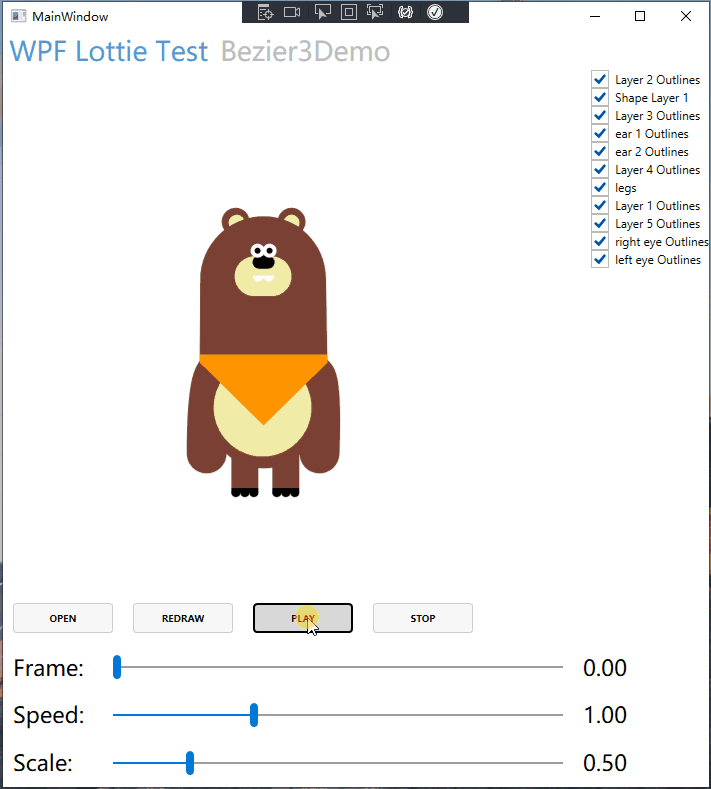 MainWindow
WPF Lottie Test Bezier3Demo
Layer 2 Outlines
Shape Layer 1
Layer 3 Outlines
ear 1 Outlines
ear 2 Outlines
Layer 4 Outlines
legs
Layer 1 Outlines
Layer 5 Outlines
right eye Outlines
left eye Outlines
OPEN REDRAW PLAY STOP
Frame: 0.00
Speed: 1.00
Scale: 0.50